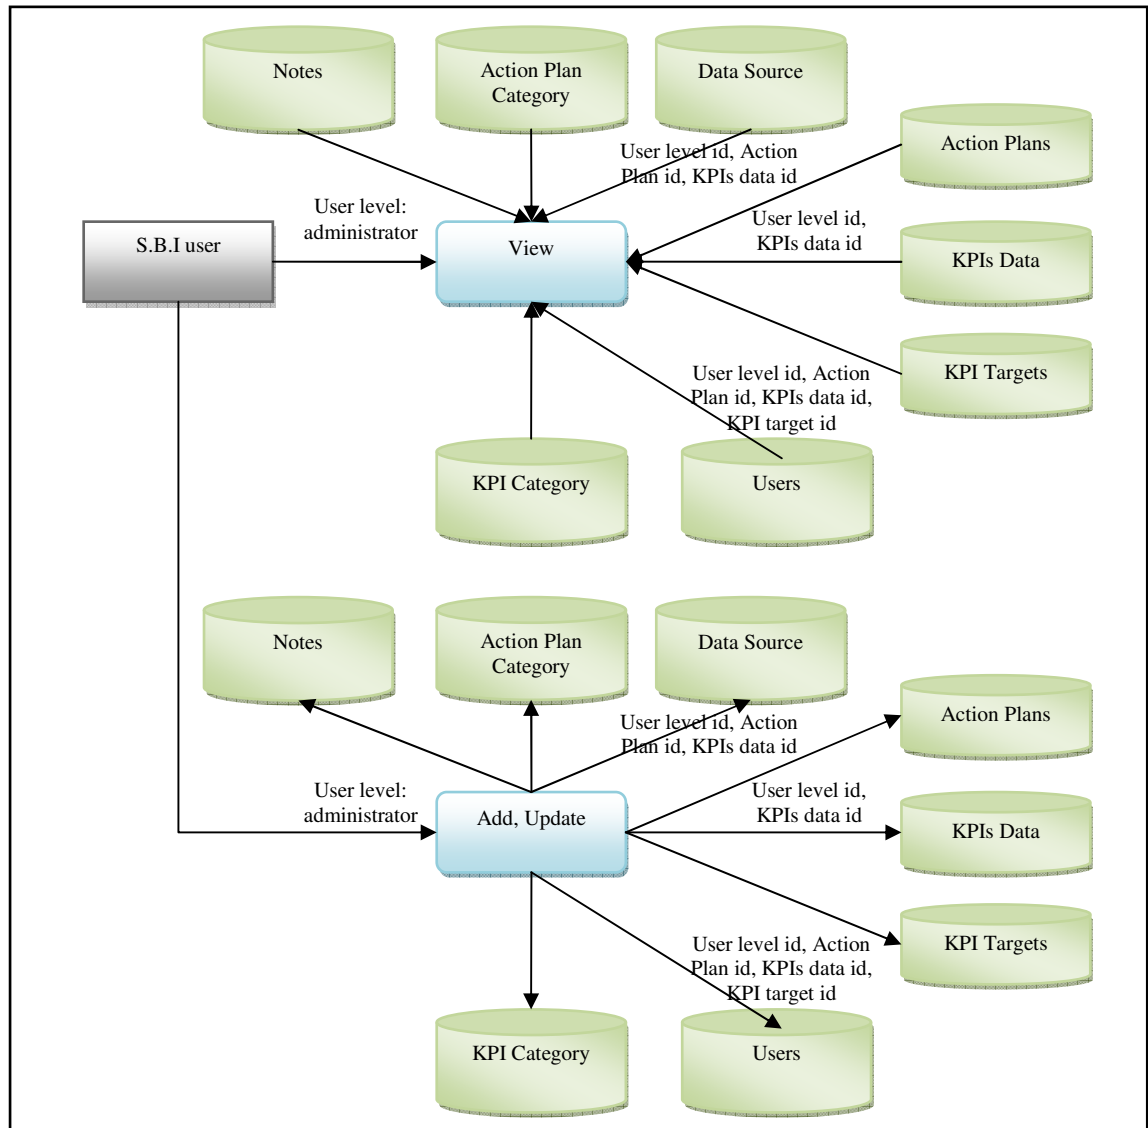 Notes
Action Plan
Category
Data Source
Action Plans
User level id, Action
Plan id, KPIs data id
User level:
administrator
S.B.I user
View
User level id,
KPIs data id
KPIs Data
KPI Targets
User level id, Action
Plan id, KPIs data id,
KPI target id
KPI Category
Users
Notes
Action Plan
Category
Data Source
Action Plans
User level id, Action
Plan id, KPIs data id
User level:
administrator
Add, Update
User level id,
KPIs data id
KPIs Data
KPI Targets
User level id, Action
Plan id, KPIs data id,
KPI target id
KPI Category
Users